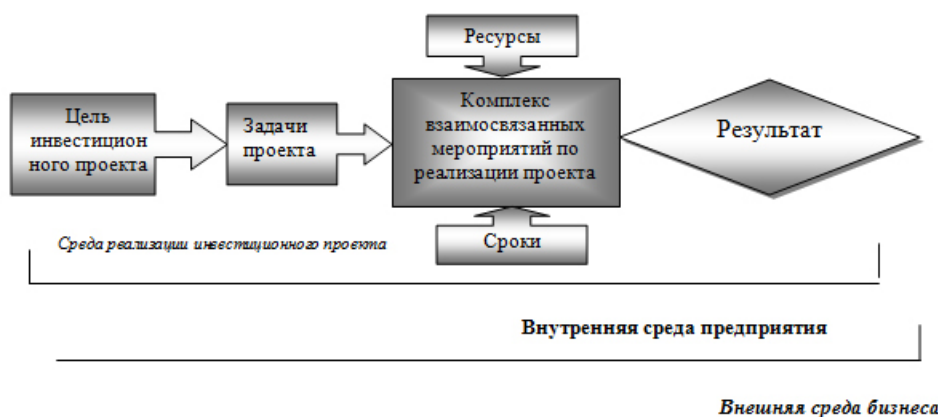 Ресурсы
Цель
инвестицион
ного проекта
Задачи
проекта
Комплекс
взаимосвязанных
мероприятий по
реализации проекта
Результат
Сроки
Среда реализации инвестиционного проекта
Внутренняя среда предприятия
Внешняя среда бизнеса